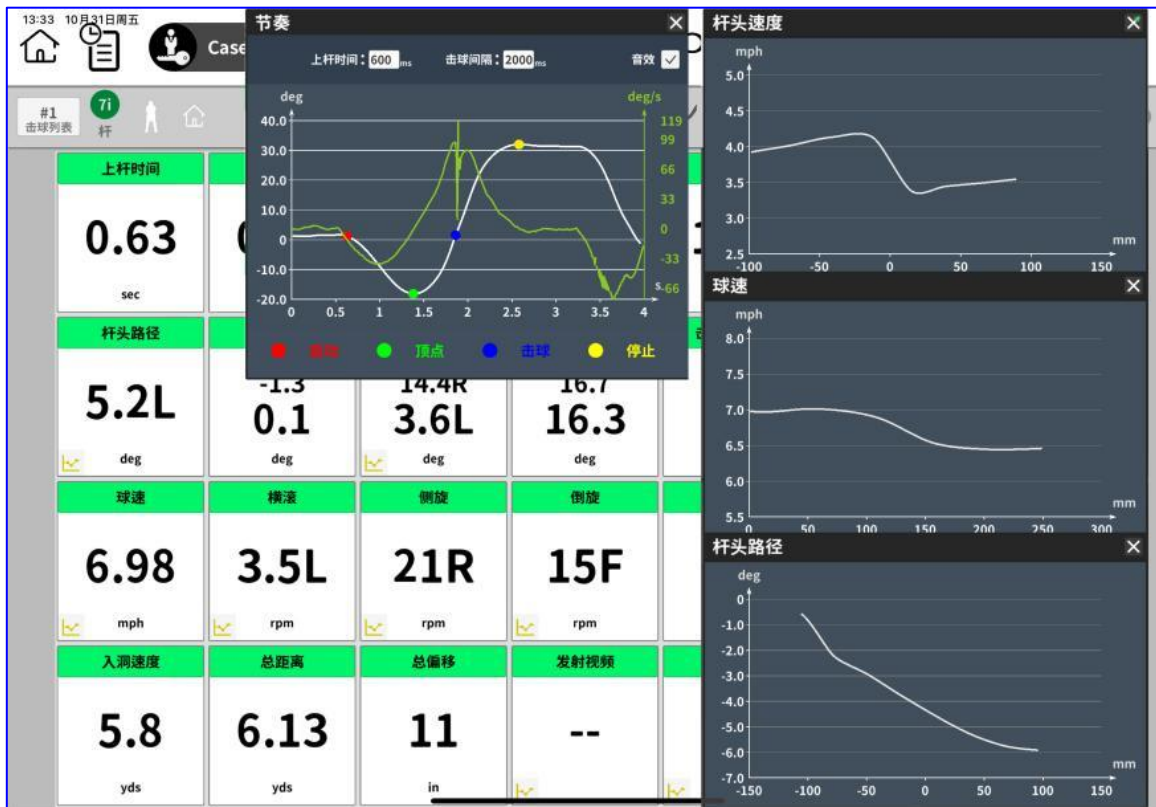 13:33 10月31日周五
Case
#1
击球列表
7i
杆
节奏
上杆时间：600 ms 击球间隔：2000 ms 音效
deg deg/s
40.0
30.0
20.0
10.0
0
-10.0
-20.0
119
99
66
33
0
-33
-66
s
0 0.5 1 1.5 2 2.5 3 3.5 4
顶点 击球 停止
杆头速度
mph
5.0
4.5
4.0
3.5
3.0
2.5
-100 -50 0 50 100 150
mm
球速
mph
8.0
7.5
7.0
6.5
6.0
5.5
0 50 100 150 200 250 300
mm
杆头路径
deg
0
-1.0
-2.0
-3.0
-4.0
-5.0
-6.0
-7.0
-150 -100 -50 0 50 100 150
mm
上杆时间
0.63
sec
杆头路径
5.2L
deg
-1.3
0.1
deg
14.4R
3.6L
deg
16.7
16.3
deg
球速 横滚 侧旋 倒旋
6.98 3.5L 21R 15F
mph rpm rpm rpm
入洞速度 总距离 总偏移 发射视频
5.8 6.13 11 --
yds yds in